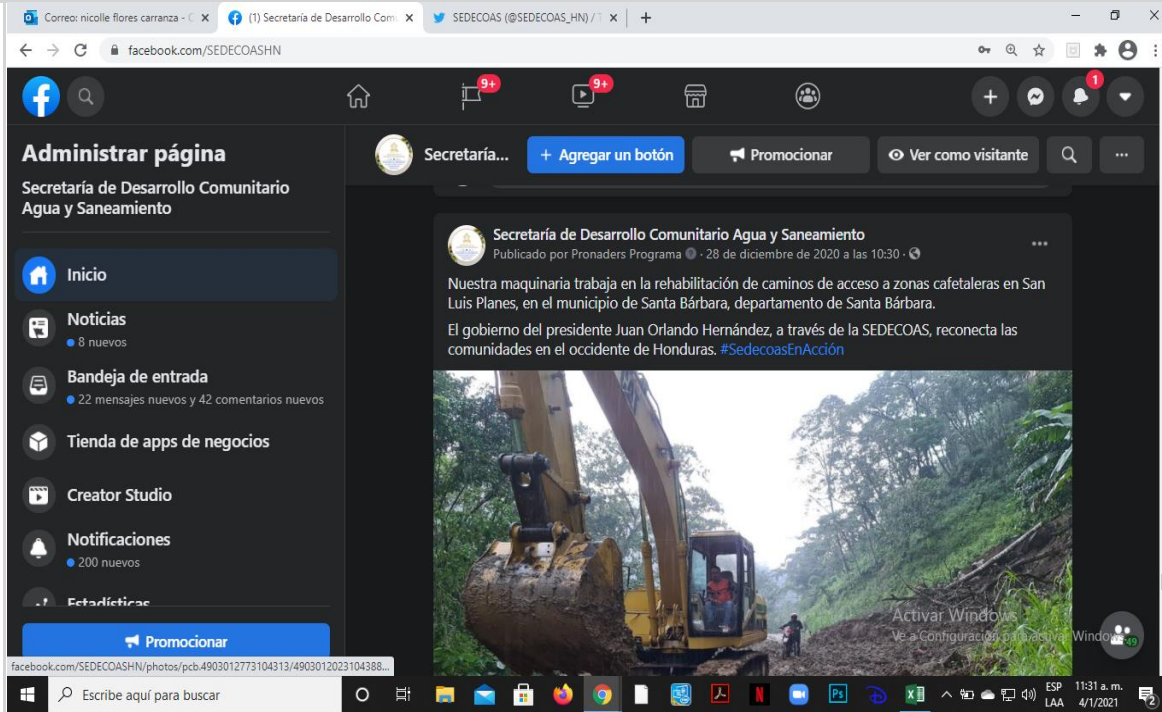 Correo: nicolle flores carranza - C
(1) Secretaría de Desarrollo Com
SEDECOAS (@SEDECOAS_HN) / T
facebook.com/SEDECOASHN
9+
9+
1
Administrar página
Secretaría de Desarrollo Comunitario
Agua y Saneamiento
Inicio
Noticias
8 nuevos
Bandeja de entrada
22 mensajes nuevos y 42 comentarios nuevos
Tienda de apps de negocios
Creator Studio
Notificaciones
200 nuevos
Estadísticas
Promocionar
facebook.com/SEDECOASHN/photos/pcb.4903012773104313/4903012023104388...
Secretaría...
+ Agregar un botón
Promocionar
Ver como visitante
Secretaría de Desarrollo Comunitario Agua y Saneamiento
Publicado por Pronaders Programa · 28 de diciembre de 2020 a las 10:30 ·
Nuestra maquinaria trabaja en la rehabilitación de caminos de acceso a zonas cafetaleras en San
Luis Planes, en el municipio de Santa Bárbara, departamento de Santa Bárbara.
El gobierno del presidente Juan Orlando Hernández, a través de la SEDECOAS, reconecta las
comunidades en el occidente de Honduras. #SedecoasEnAcción
Activar Windows
Ve a Configuración para activar Windows
49
Escribe aquí para buscar
Ps
ESP
LAA
11:31 a. m.
4/1/2021
2